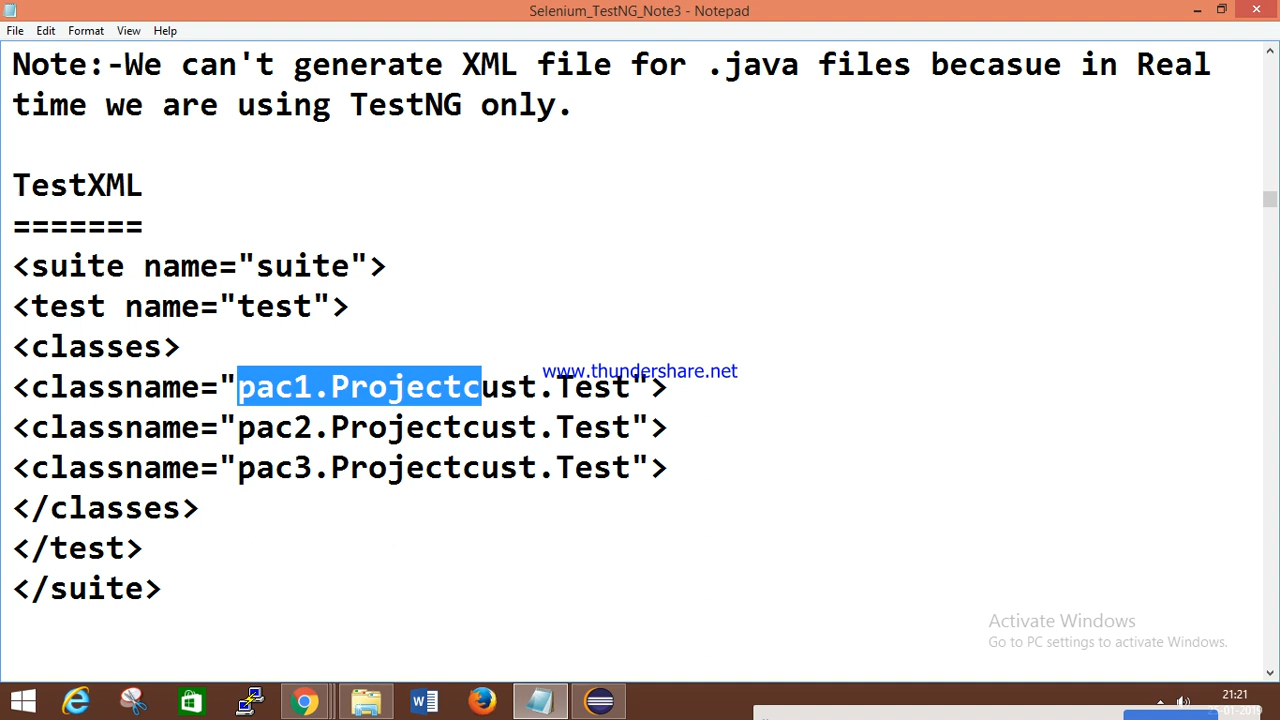 Selenium_TestNG_Note3 - Notepad
File Edit Format View Help
Note:-We can't generate XML file for .java files becasue in Real
time we are using TestNG only.
TestXML
=======
<suite name="suite">
<test name="test">
<classes>
<classname="pac1.Projectcust.Test">
www.thundershare.net
<classname="pac2.Projectcust.Test">
<classname="pac3.Projectcust.Test">
</classes>
</test>
</suite>
Activate Windows
Go to PC settings to activate Windows.
21:21
23-01-2019